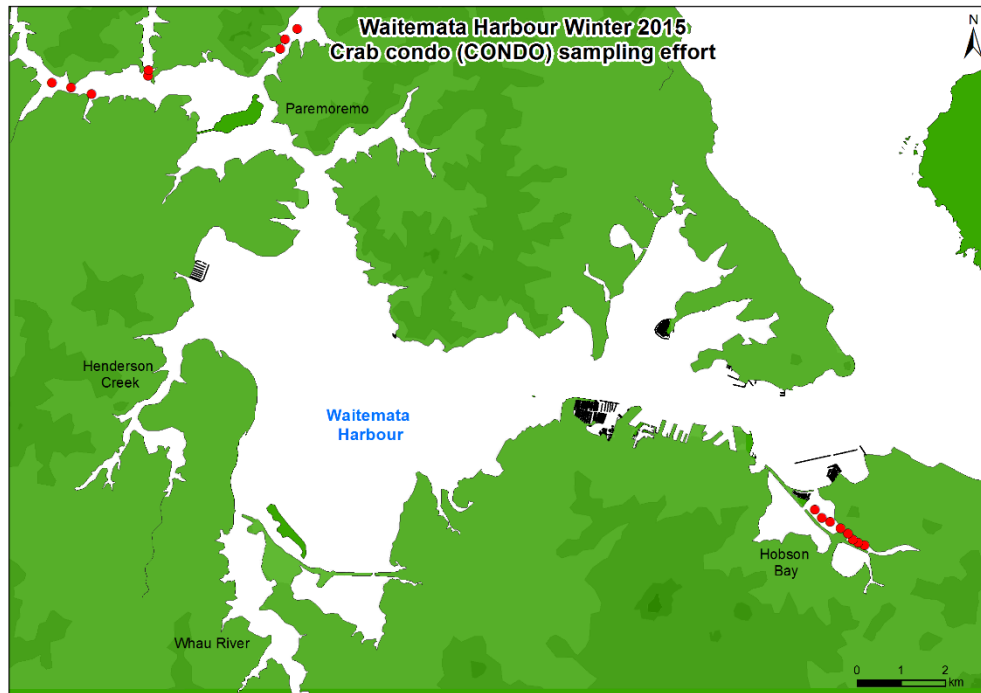 Waitemata Harbour Winter 2015
Crab condo (CONDO) sampling effort
N
Paremoremo
Henderson
Creek
Waitemata
Harbour
Hobson
Bay
Whau River
0 1 2
km